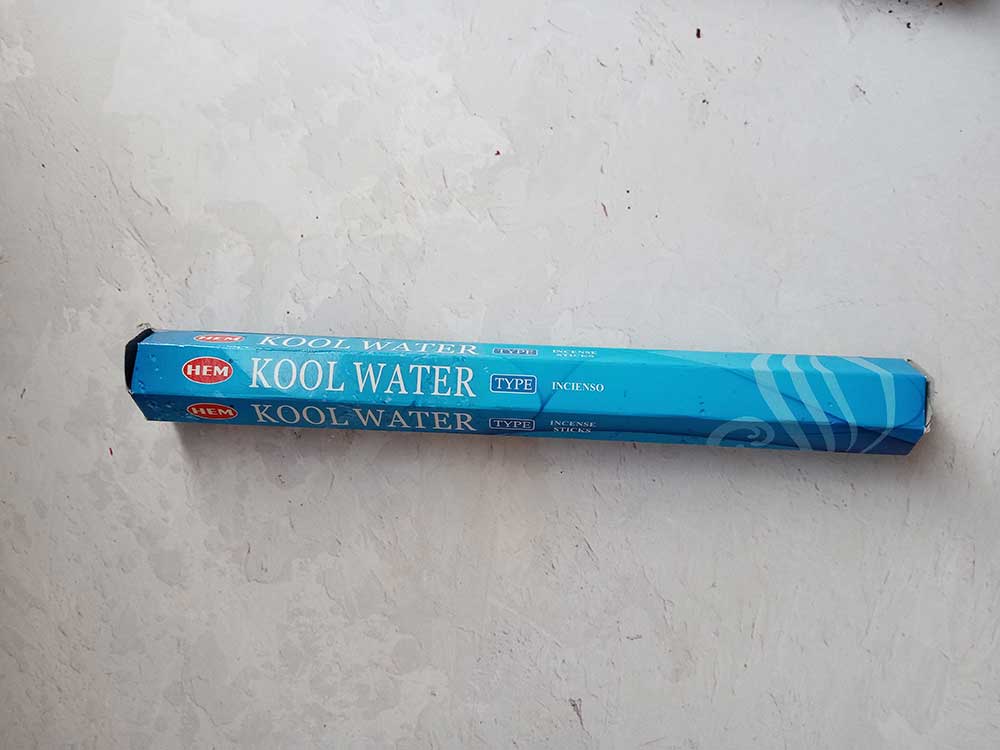 HEM KOOL WATER TYPE INCENSE
STICKS
HEM KOOL WATER TYPE INCIENSO
HEM KOOL WATER TYPE INCENSE
STICKS